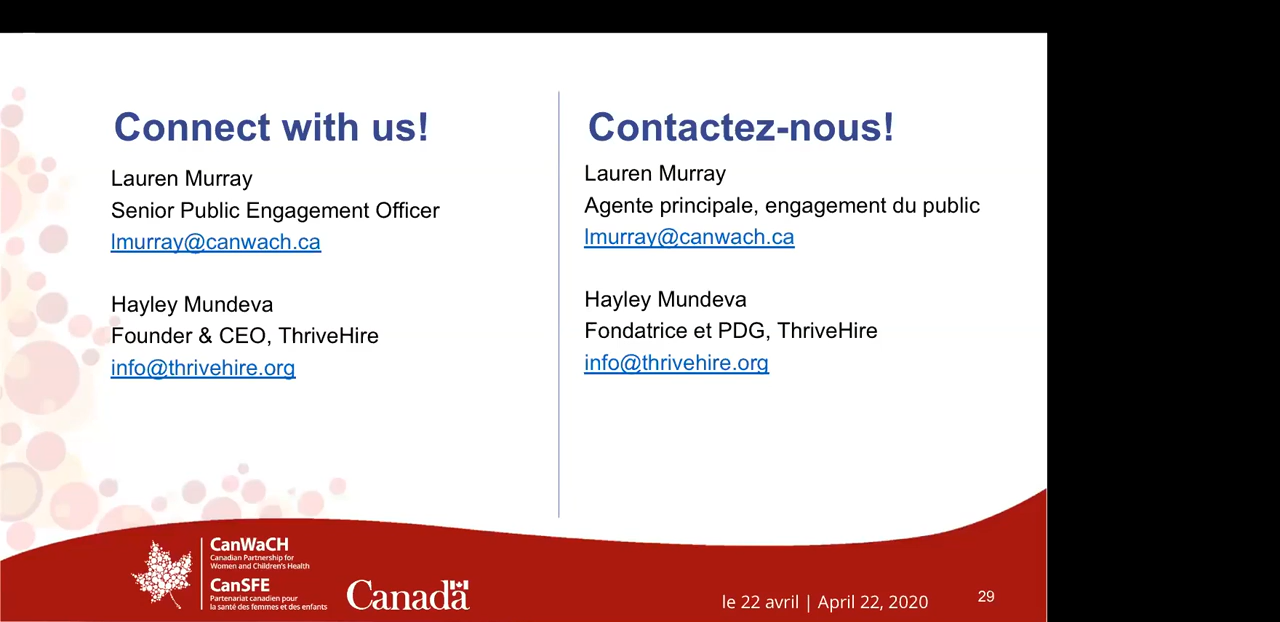 Connect with us!
Lauren Murray
Senior Public Engagement Officer
lmurray@canwach.ca
Hayley Mundeva
Founder & CEO, ThriveHire
info@thrivehire.org
Contactez-nous!
Lauren Murray
Agente principale, engagement du public
lmurray@canwach.ca
Hayley Mundeva
Fondatrice et PDG, ThriveHire
info@thrivehire.org
CanWaCH
Canadian Partnership for
Women and Children's Health
CanSFE
Partenariat canadien pour
la santé des femmes et des enfants
Canada
le 22 avril | April 22, 2020
29